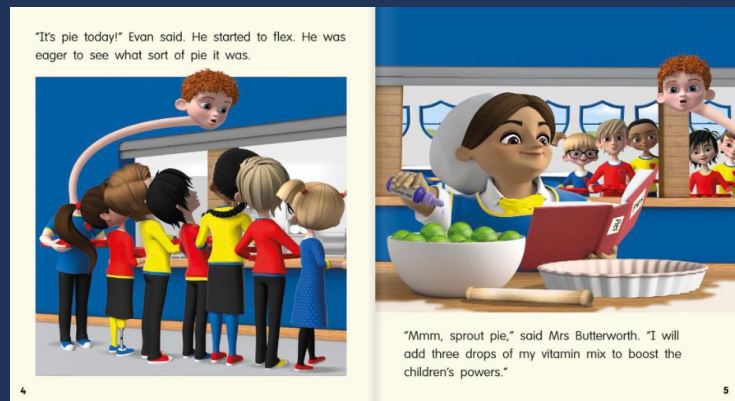 "It's pie today!" Evan said. He started to flex. He was
eager to see what sort of pie it was.
4
"Mmm, sprout pie," said Mrs Butterworth. "I will
add three drops of my vitamin mix to boost the
children's powers."
5